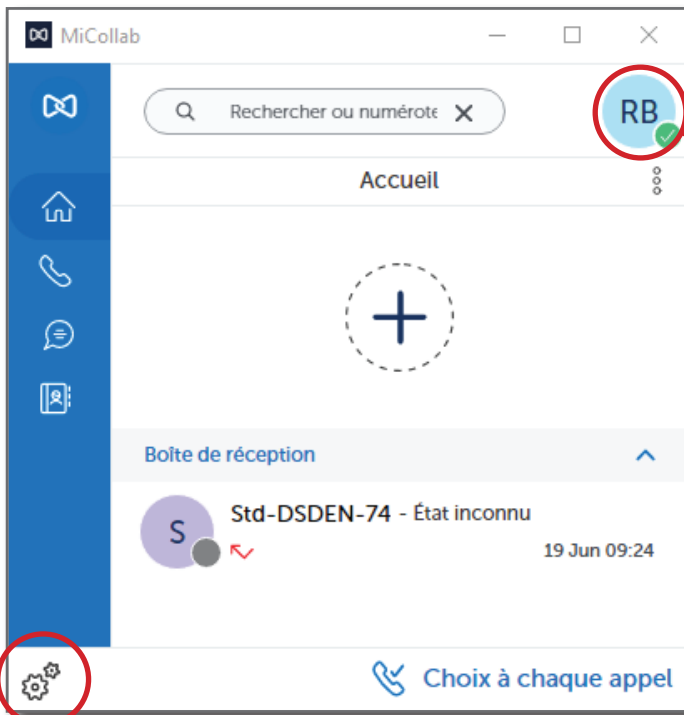 MiCollab
Rechercher ou numérote
RB
Accueil
Boîte de réception
S
Std-DSDEN-74 - État inconnu
19 Jun 09:24
Choix à chaque appel